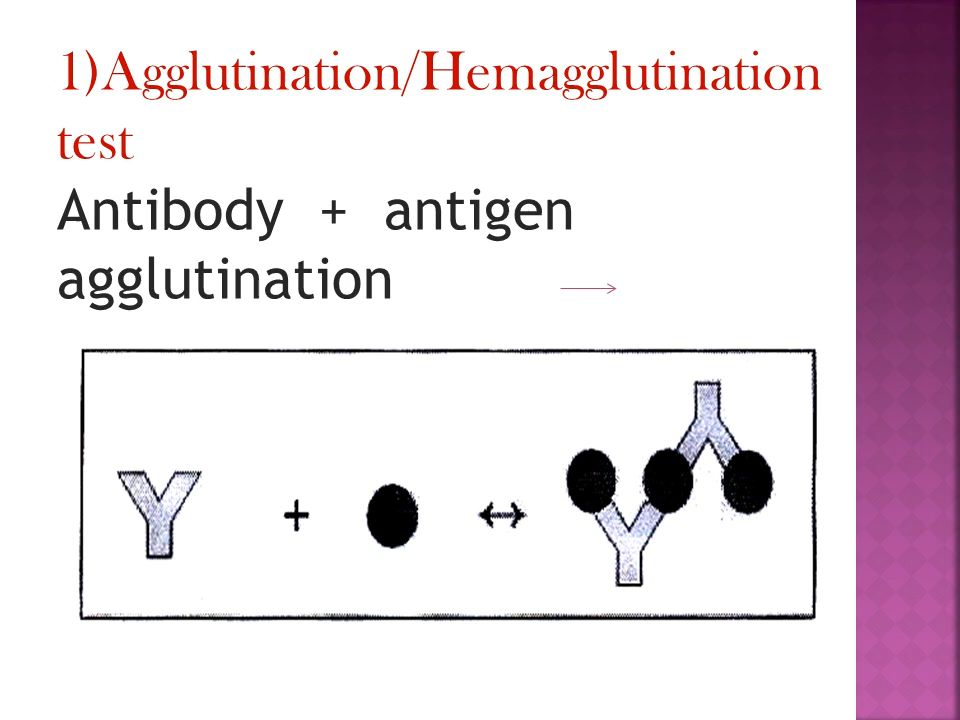 1)Agglutination/Hemagglutination
test
Antibody + antigen
agglutination
+